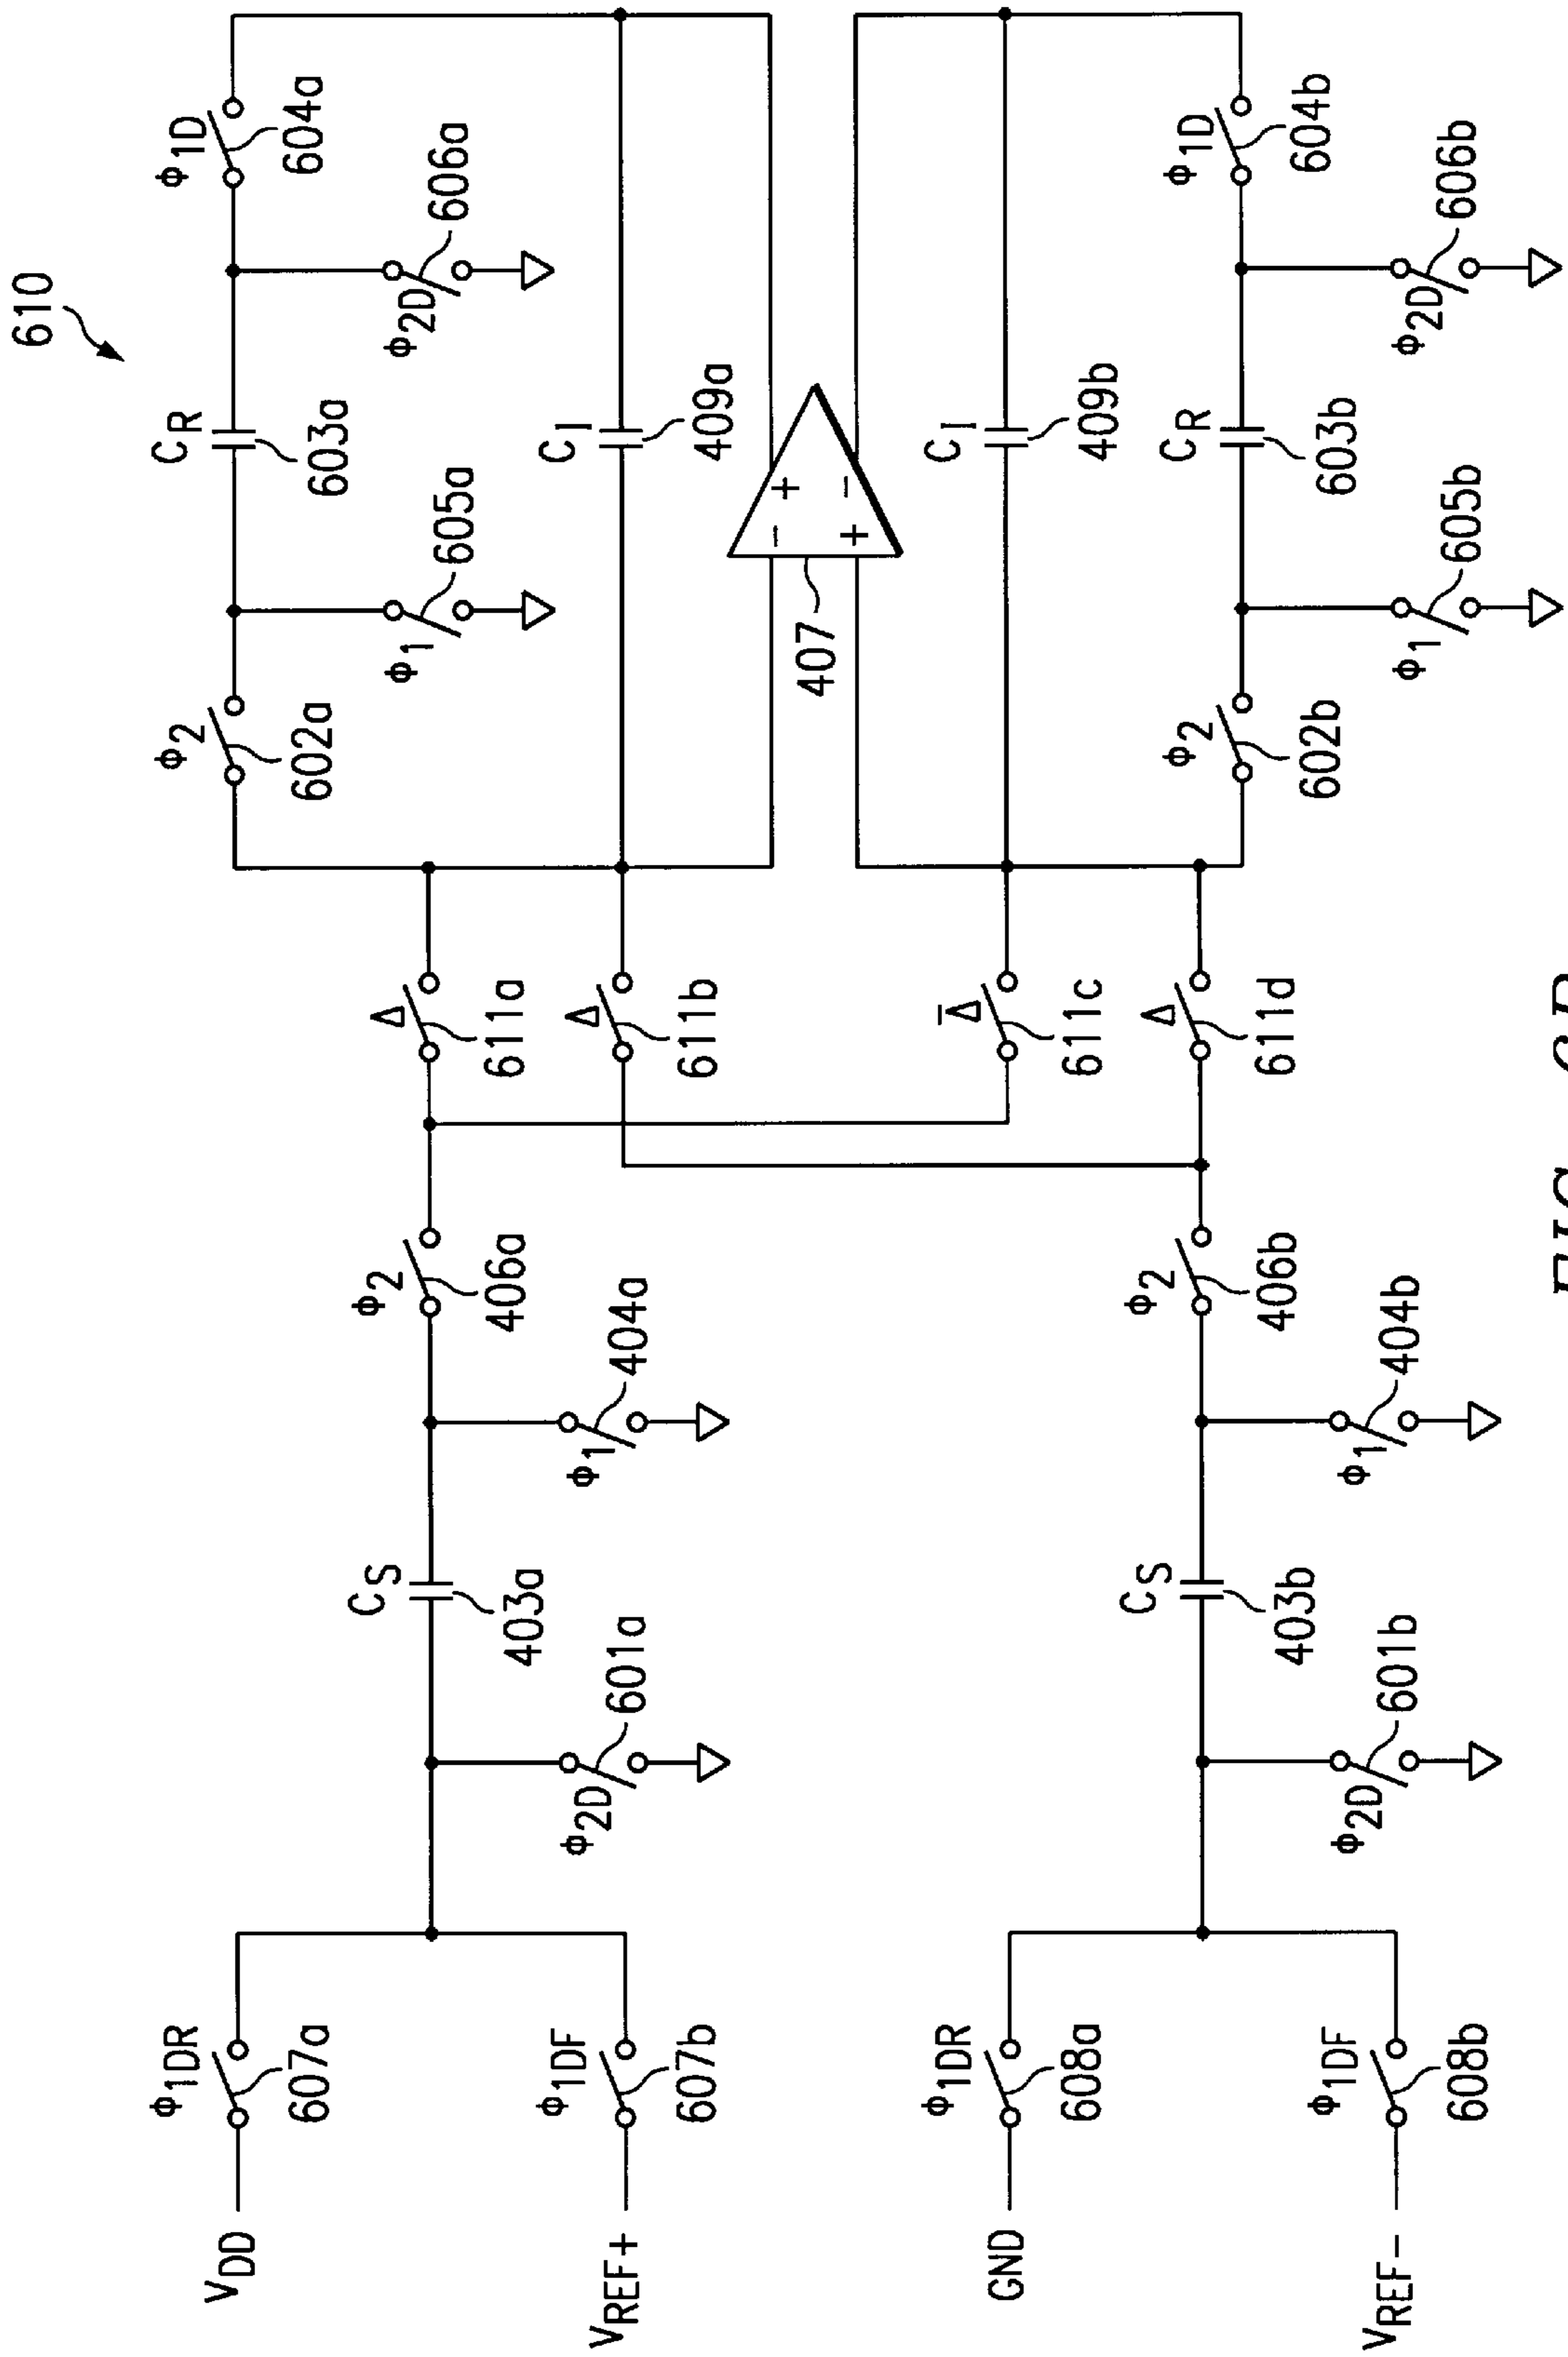 610
Φ1DR
607a
VDD
Φ1DF
607b
VREF+
Φ1DR
608a
GND
Φ1DF
608b
VREF−
Φ2D
601a
CS
403a
Φ1
404a
Φ2
406a
Φ2D
601b
CS
403b
Φ1
404b
Φ2
406b
Δ
611a
Δ
611b
Δ̅
611c
Δ
611d
Φ2
602a
Φ1
605a
CR
603a
Φ2D
606a
Φ1D
604a
CI
409a
407
− +
+ −
CI
409b
Φ2
602b
Φ1
605b
CR
603b
Φ2D
606b
Φ1D
604b